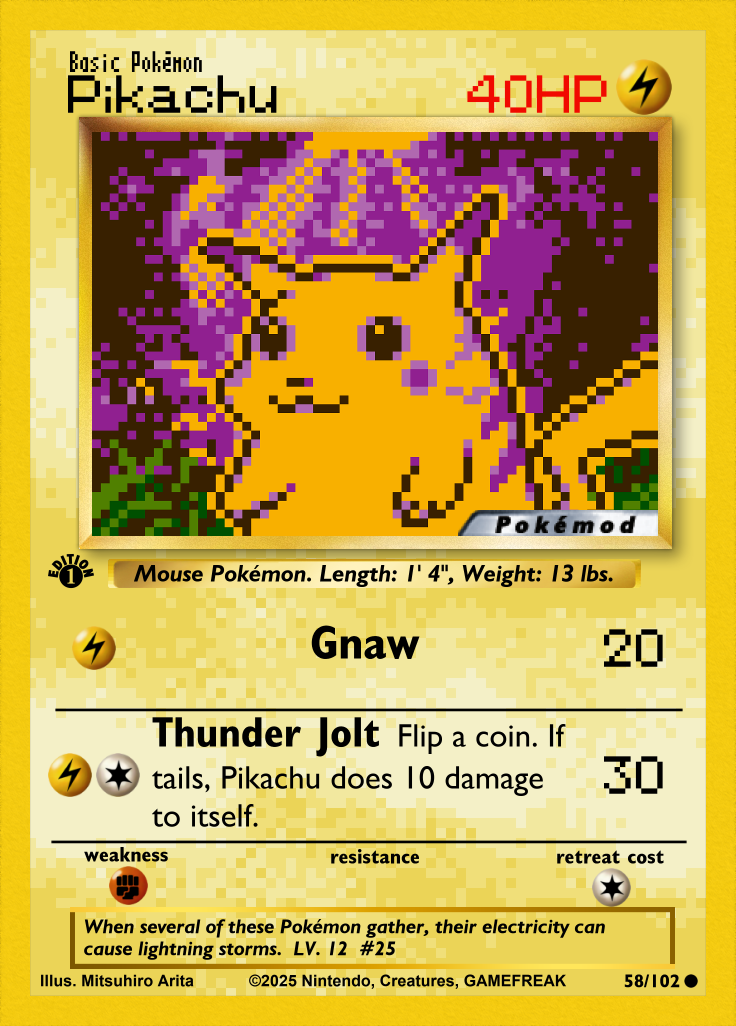 Basic Pokémon
Pikachu 40HP
Pokémod
EDITION 1
Mouse Pokémon. Length: 1' 4", Weight: 13 lbs.
Gnaw 20
Thunder Jolt Flip a coin. If
tails, Pikachu does 10 damage
to itself.
30
weakness resistance retreat cost
When several of these Pokémon gather, their electricity can
cause lightning storms. LV. 12 #25
Illus. Mitsuhiro Arita ©2025 Nintendo, Creatures, GAMEFREAK 58/102